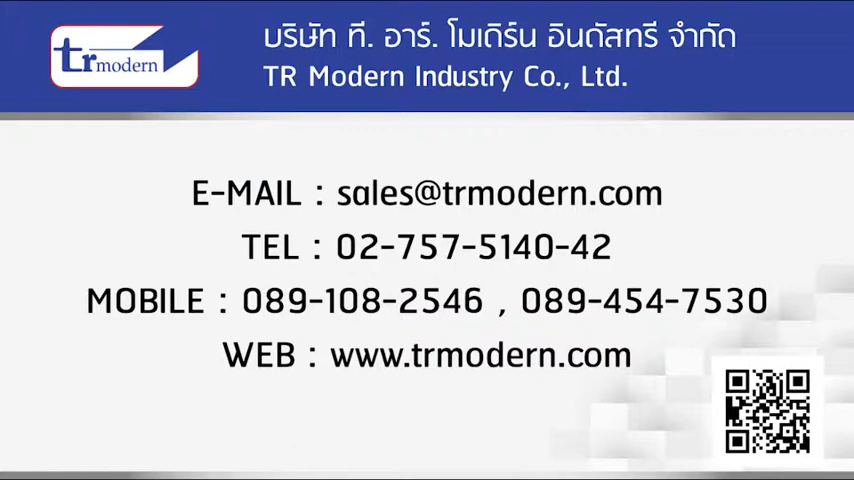 tr modern
บริษัท ที. อาร์. โมเดิร์น อินดัสทรี จำกัด
TR Modern Industry Co., Ltd.
E-MAIL : sales@trmodern.com
TEL : 02-757-5140-42
MOBILE : 089-108-2546 , 089-454-7530
WEB : www.trmodern.com